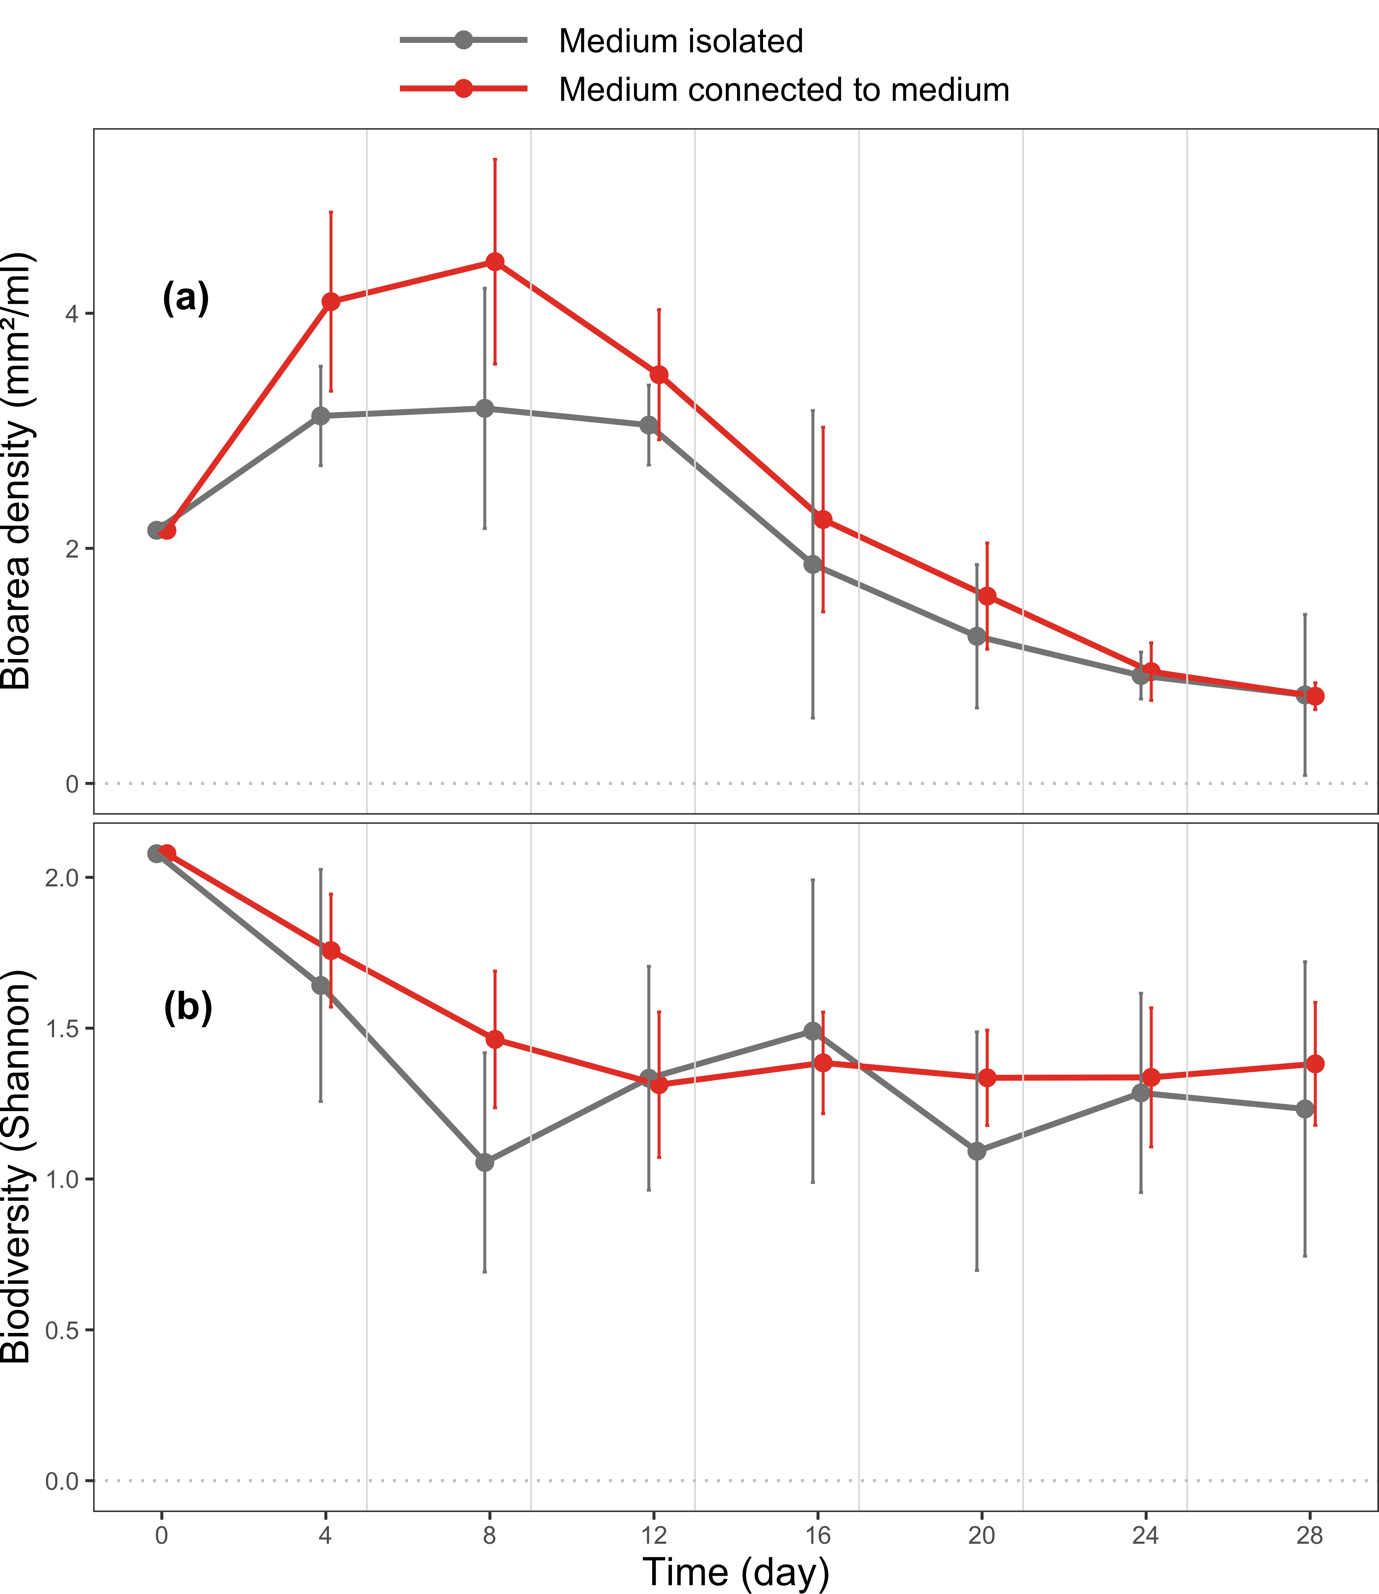 Medium isolated
Medium connected to medium
(a)
Bioarea density (mm²/ml)
4
2
0
(b)
Biodiversity (Shannon)
2.0
1.5
1.0
0.5
0.0
0 4 8 12 16 20 24 28
Time (day)